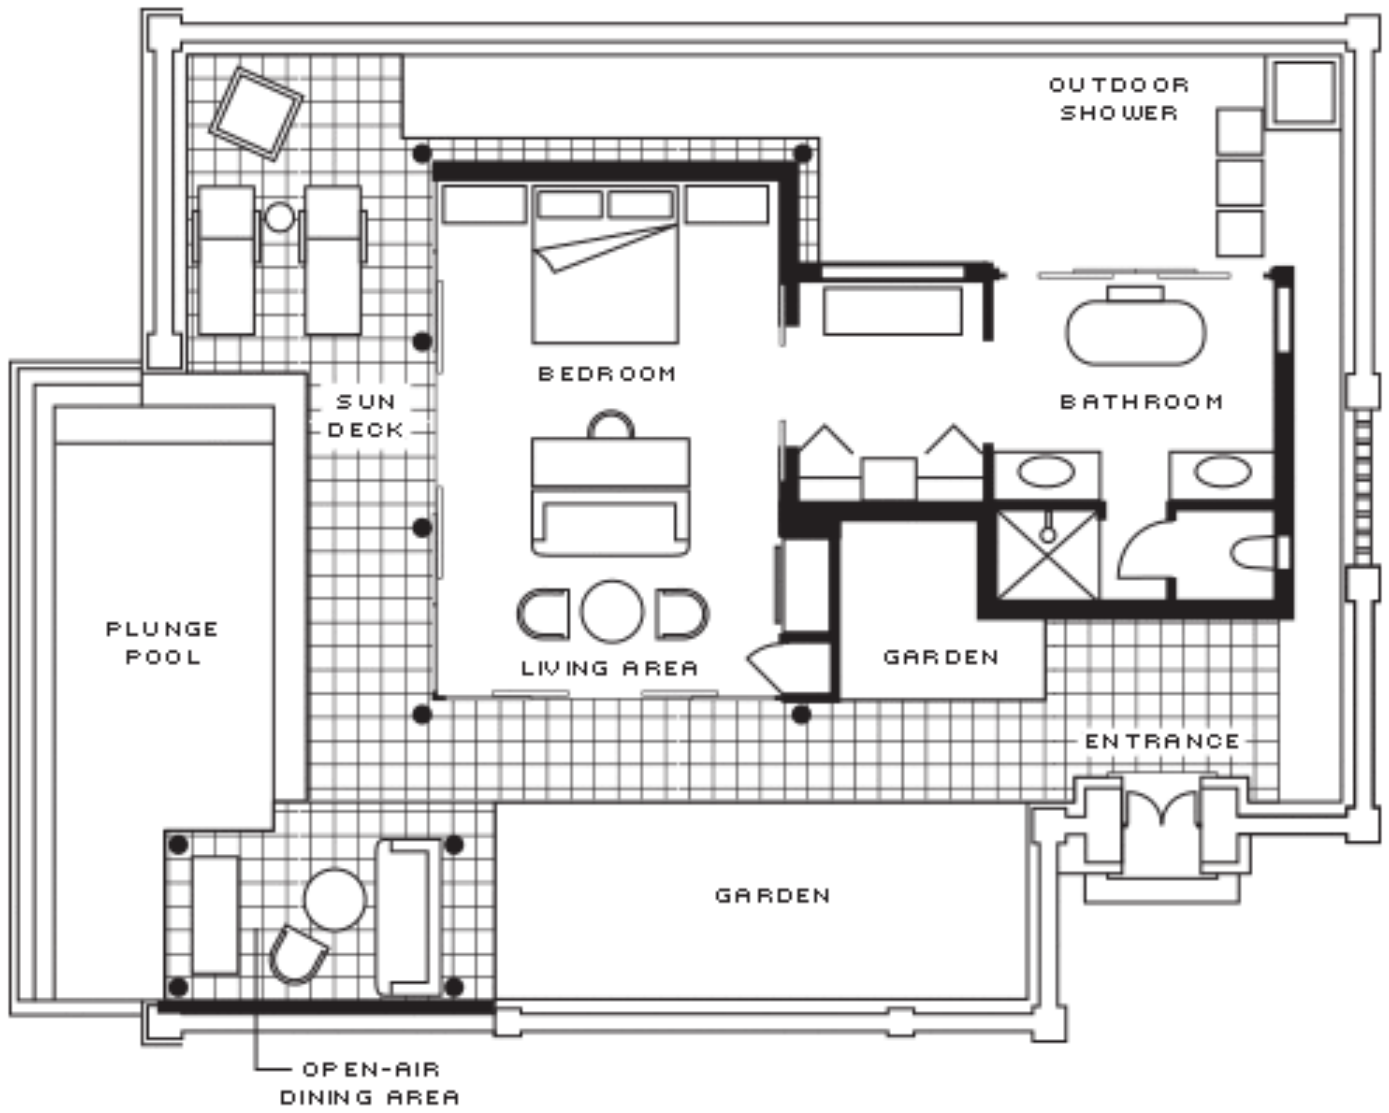 OUTDOOR
SHOWER
BEDROOM
SUN
DECK
BATHROOM
PLUNGE
POOL
LIVING AREA
GARDEN
ENTRANCE
GARDEN
OPEN-AIR
DINING AREA